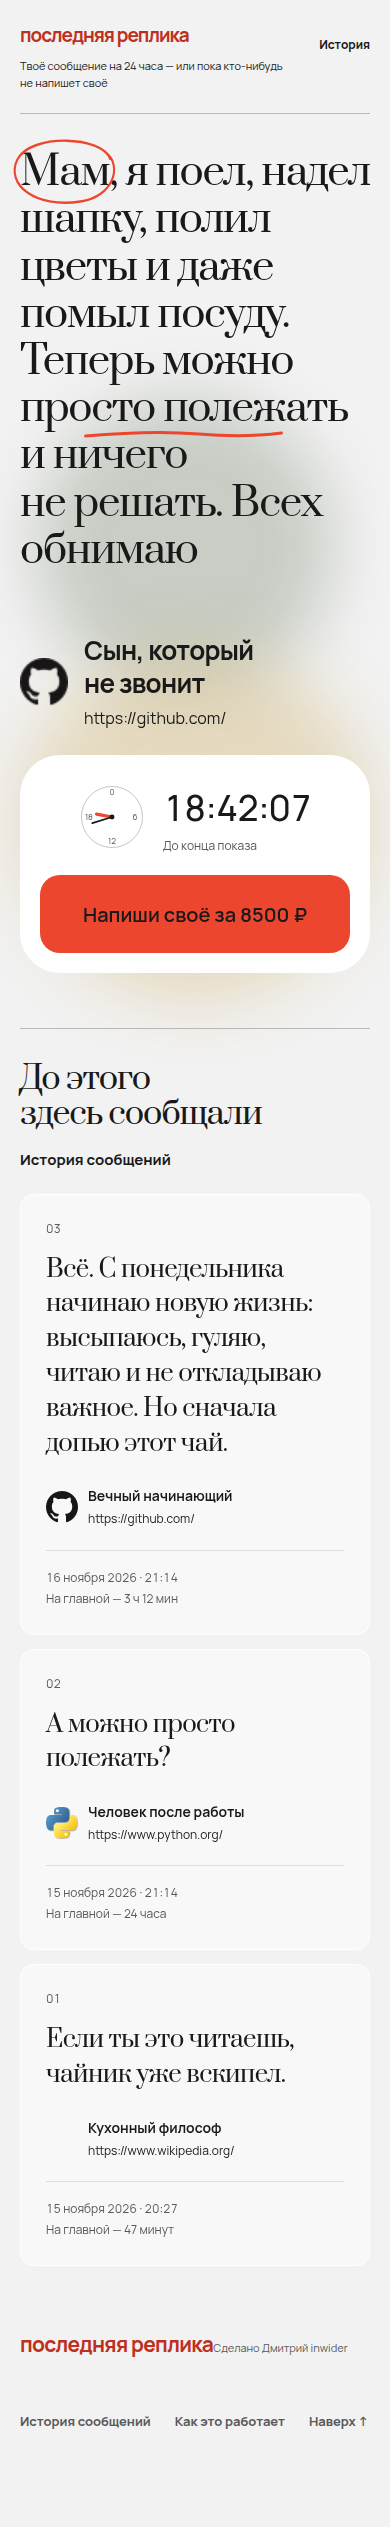 последняя реплика
История
Твоё сообщение на 24 часа — или пока кто-нибудь
не напишет своё
Мам, я поел, надел
шапку, полил
цветы и даже
помыл посуду.
Теперь можно
просто полежать
и ничего
не решать. Всех
обнимаю
Сын, который
не звонит
https://github.com/
0
18
6
12
18:42:07
До конца показа
Напиши своё за 8500 ₽
До этого
здесь сообщали
История сообщений
03
Всё. С понедельника
начинаю новую жизнь:
высыпаюсь, гуляю,
читаю и не откладываю
важное. Но сначала
допью этот чай.
Вечный начинающий
https://github.com/
16 ноября 2026 · 21:14
На главной — 3 ч 12 мин
02
А можно просто
полежать?
Человек после работы
https://www.python.org/
15 ноября 2026 · 21:14
На главной — 24 часа
01
Если ты это читаешь,
чайник уже вскипел.
Кухонный философ
https://www.wikipedia.org/
15 ноября 2026 · 20:27
На главной — 47 минут
последняя реплика
Сделано Дмитрий inwider
История сообщений
Как это работает
Наверх ↑